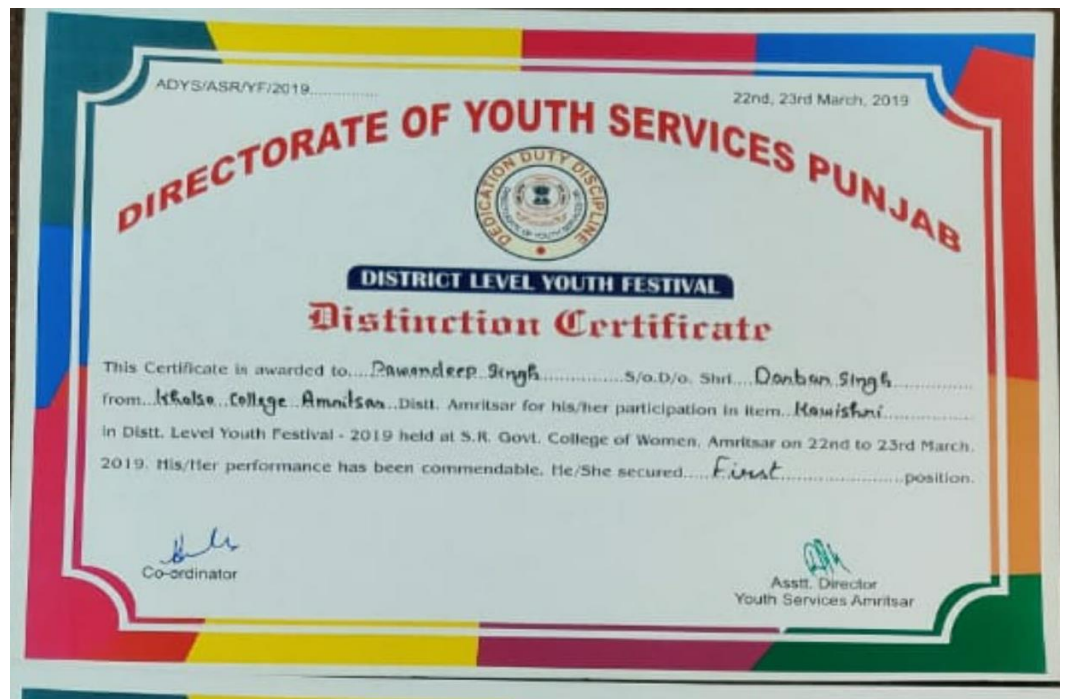 ADYS/ASR/YF/2019..............
22nd, 23rd March, 2019
DIRECTORATE OF YOUTH SERVICES PUNJAB
DEDICATION DUTY DISCIPLINE
DISTRICT LEVEL YOUTH FESTIVAL
Distinction Certificate
This Certificate is awarded to....Pawandeep Singh...............S/o.D/o. Shri....Darbar Singh..............
from...Khalsa College Amritsar...Distt. Amritsar for his/her participation in item...Kawishri...............
in Distt. Level Youth Festival - 2019 held at S.R. Govt. College of Women, Amritsar on 22nd to 23rd March,
2019. His/Her performance has been commendable. He/She secured.....First.....................position.
Co-ordinator
Asstt. Director
Youth Services Amritsar